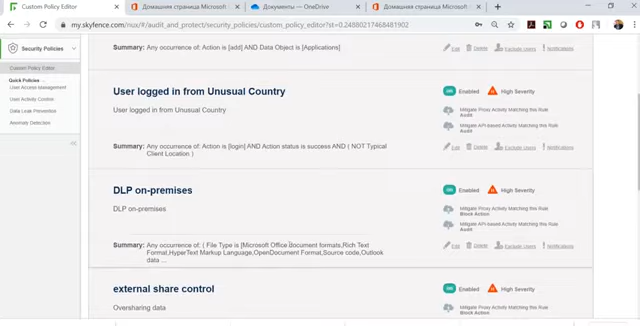 Custom Policy Editor
Домашняя страница Microsoft
Документы — OneDrive
Домашняя страница Microsoft
my.skyfence.com/nux/#/audit_and_protect/security_policies/custom_policy_editor?st=0.24880217468481902
Security Policies
Custom Policy Editor
Quick Policies
User Access Management
User Activity Control
Data Leak Prevention
Anomaly Detection
Summary: Any occurrence of: Action is [add] AND Data Object is [Applications]
Edit Delete Exclude Users Notifications
User logged in from Unusual Country
ON Enabled High Severity
User logged in from Unusual Country
Mitigate Proxy Activity Matching this Rule
Audit
Mitigate API-based Activity Matching this Rule
Audit
Summary: Any occurrence of: Action is [login] AND Action status is success AND ( NOT Typical
Client Location )
Edit Delete Exclude Users Notifications
DLP on-premises
ON Enabled High Severity
DLP on-premises
Mitigate Proxy Activity Matching this Rule
Block Action
Mitigate API-based Activity Matching this Rule
Audit
Summary: Any occurrence of: ( File Type is [Microsoft Office document formats,Rich Text
Format,HyperText Markup Language,OpenDocument Format,Source code,Outlook
data ...
Edit Delete Exclude Users Notifications
external share control
ON Enabled High Severity
Oversharing data
Mitigate Proxy Activity Matching this Rule
Audit